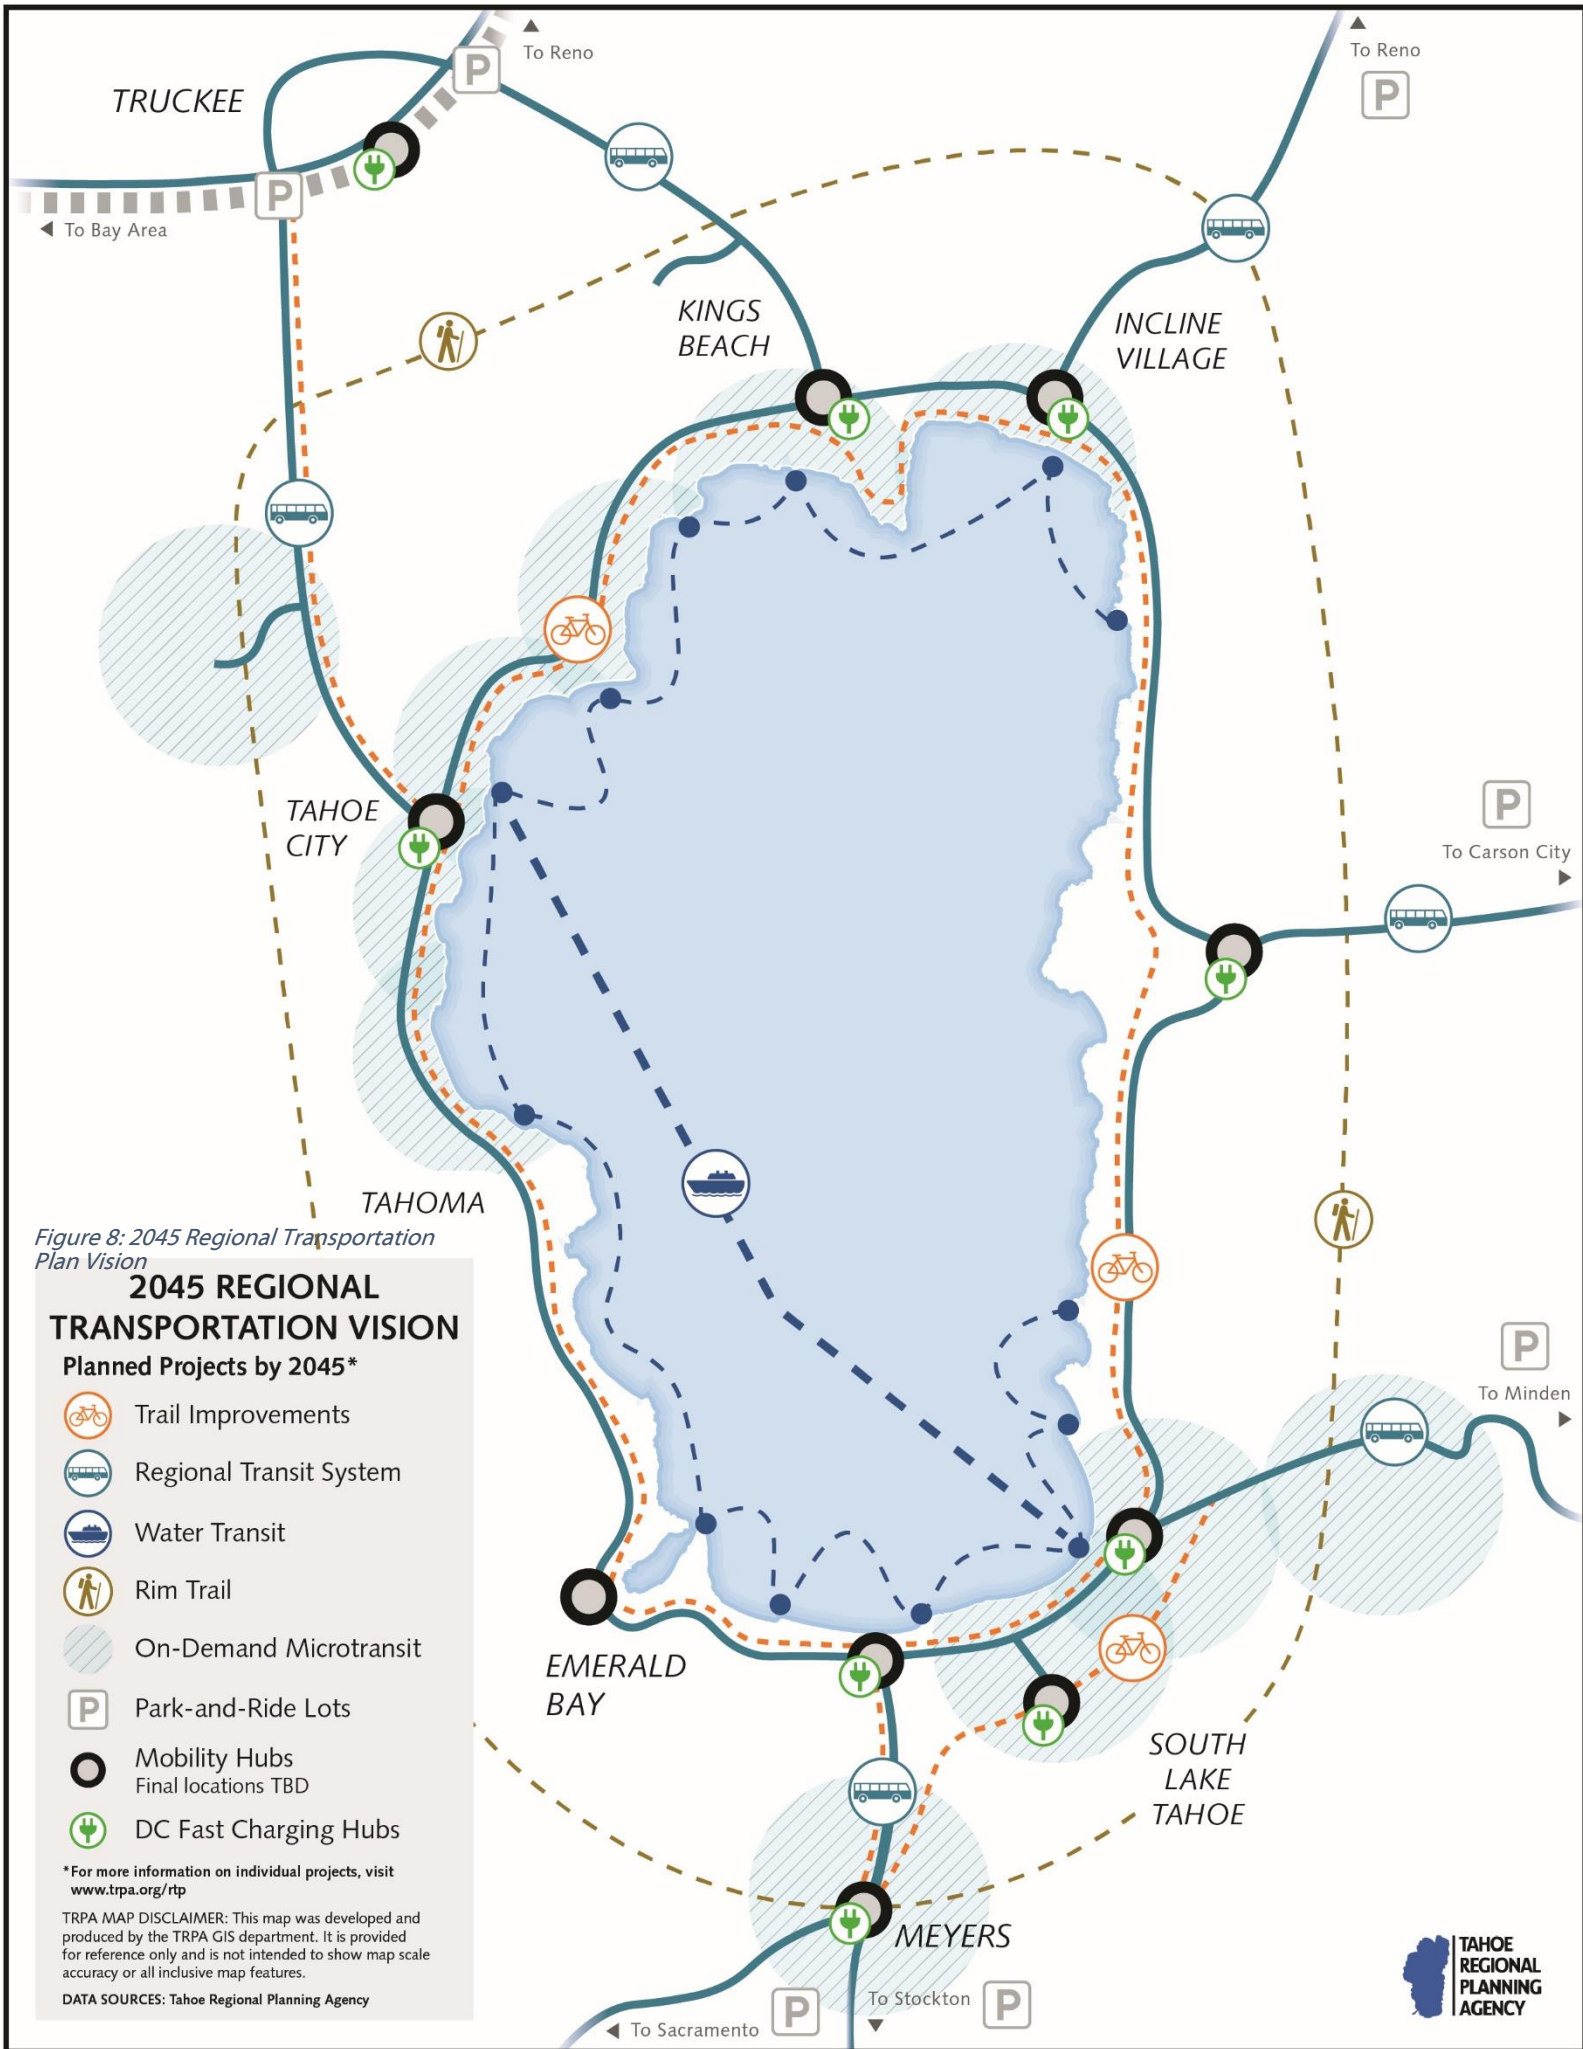 To Reno
To Reno
P
P
TRUCKEE
P
To Bay Area
KINGS
BEACH
INCLINE
VILLAGE
TAHOE
CITY
P
To Carson City
TAHOMA
P
To Minden
EMERALD
BAY
SOUTH
LAKE
TAHOE
MEYERS
To Sacramento
P
To Stockton
P
Figure 8: 2045 Regional Transportation
Plan Vision
2045 REGIONAL
TRANSPORTATION VISION
Planned Projects by 2045*
Trail Improvements
Regional Transit System
Water Transit
Rim Trail
On-Demand Microtransit
P Park-and-Ride Lots
Mobility Hubs
Final locations TBD
DC Fast Charging Hubs
*For more information on individual projects, visit
www.trpa.org/rtp
TRPA MAP DISCLAIMER: This map was developed and
produced by the TRPA GIS department. It is provided
for reference only and is not intended to show map scale
accuracy or all inclusive map features.
DATA SOURCES: Tahoe Regional Planning Agency
TAHOE
REGIONAL
PLANNING
AGENCY